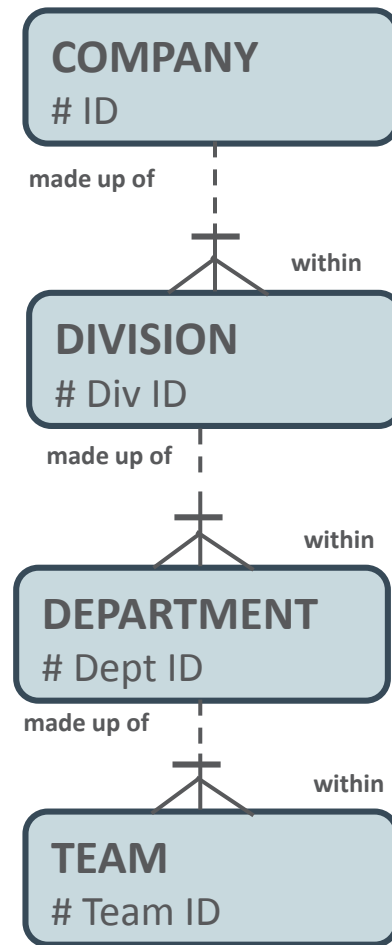 COMPANY
# ID
made up of
within
DIVISION
# Div ID
made up of
within
DEPARTMENT
# Dept ID
made up of
within
TEAM
# Team ID